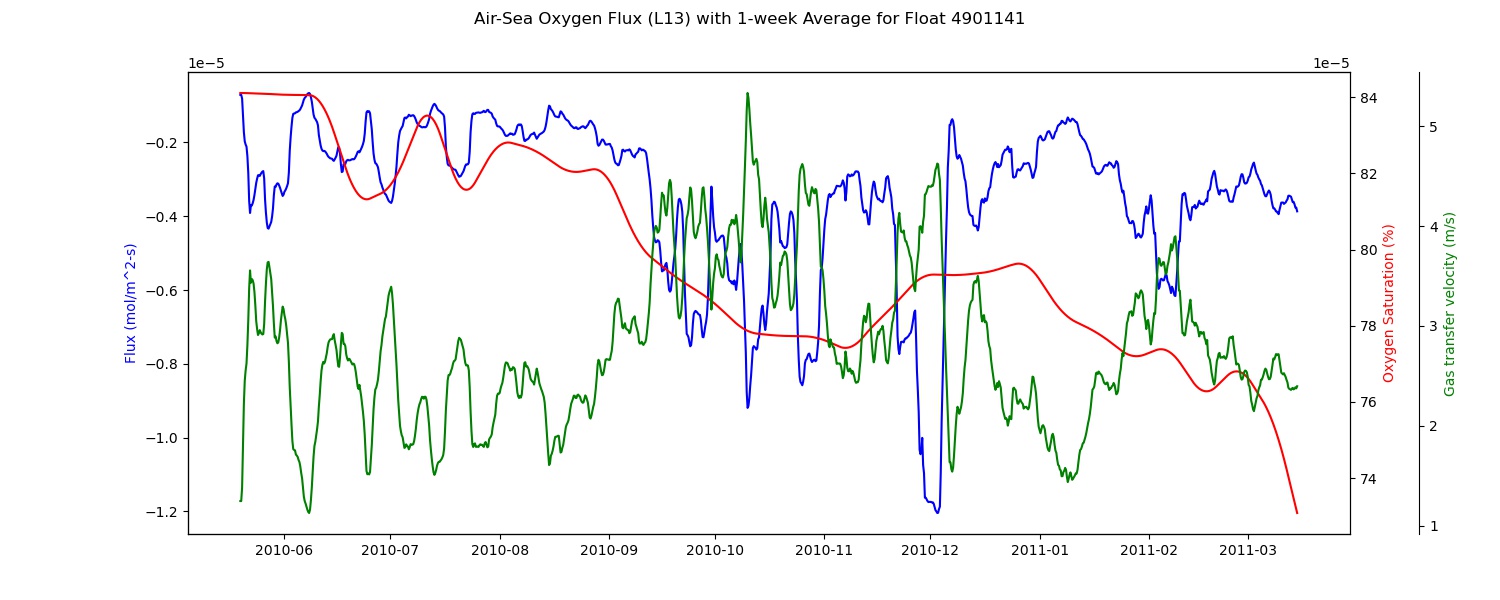 Air-Sea Oxygen Flux (L13) with 1-week Average for Float 4901141
1e−5
1e−5
−0.2
−0.4
−0.6
−0.8
−1.0
−1.2
Flux (mol/m^2-s)
84
82
80
78
76
74
Oxygen Saturation (%)
5
4
3
2
1
Gas transfer velocity (m/s)
2010-06 2010-07 2010-08 2010-09 2010-10 2010-11 2010-12 2011-01 2011-02 2011-03